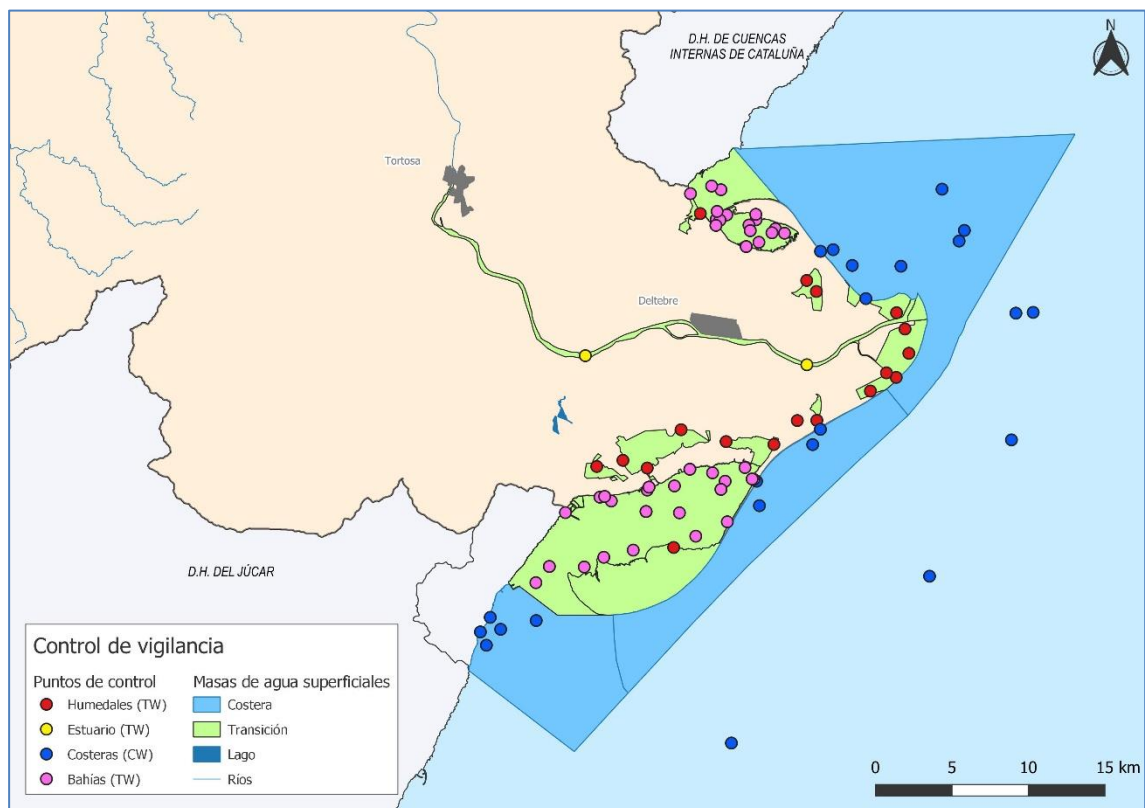 D.H. DE CUENCAS
INTERNAS DE CATALUÑA
N
Tortosa
Deltebre
D.H. DEL JÚCAR
Control de vigilancia
Puntos de control
Humedales (TW)
Estuario (TW)
Costeras (CW)
Bahías (TW)
Masas de agua superficiales
Costera
Transición
Lago
Ríos
0 5 10 15 km